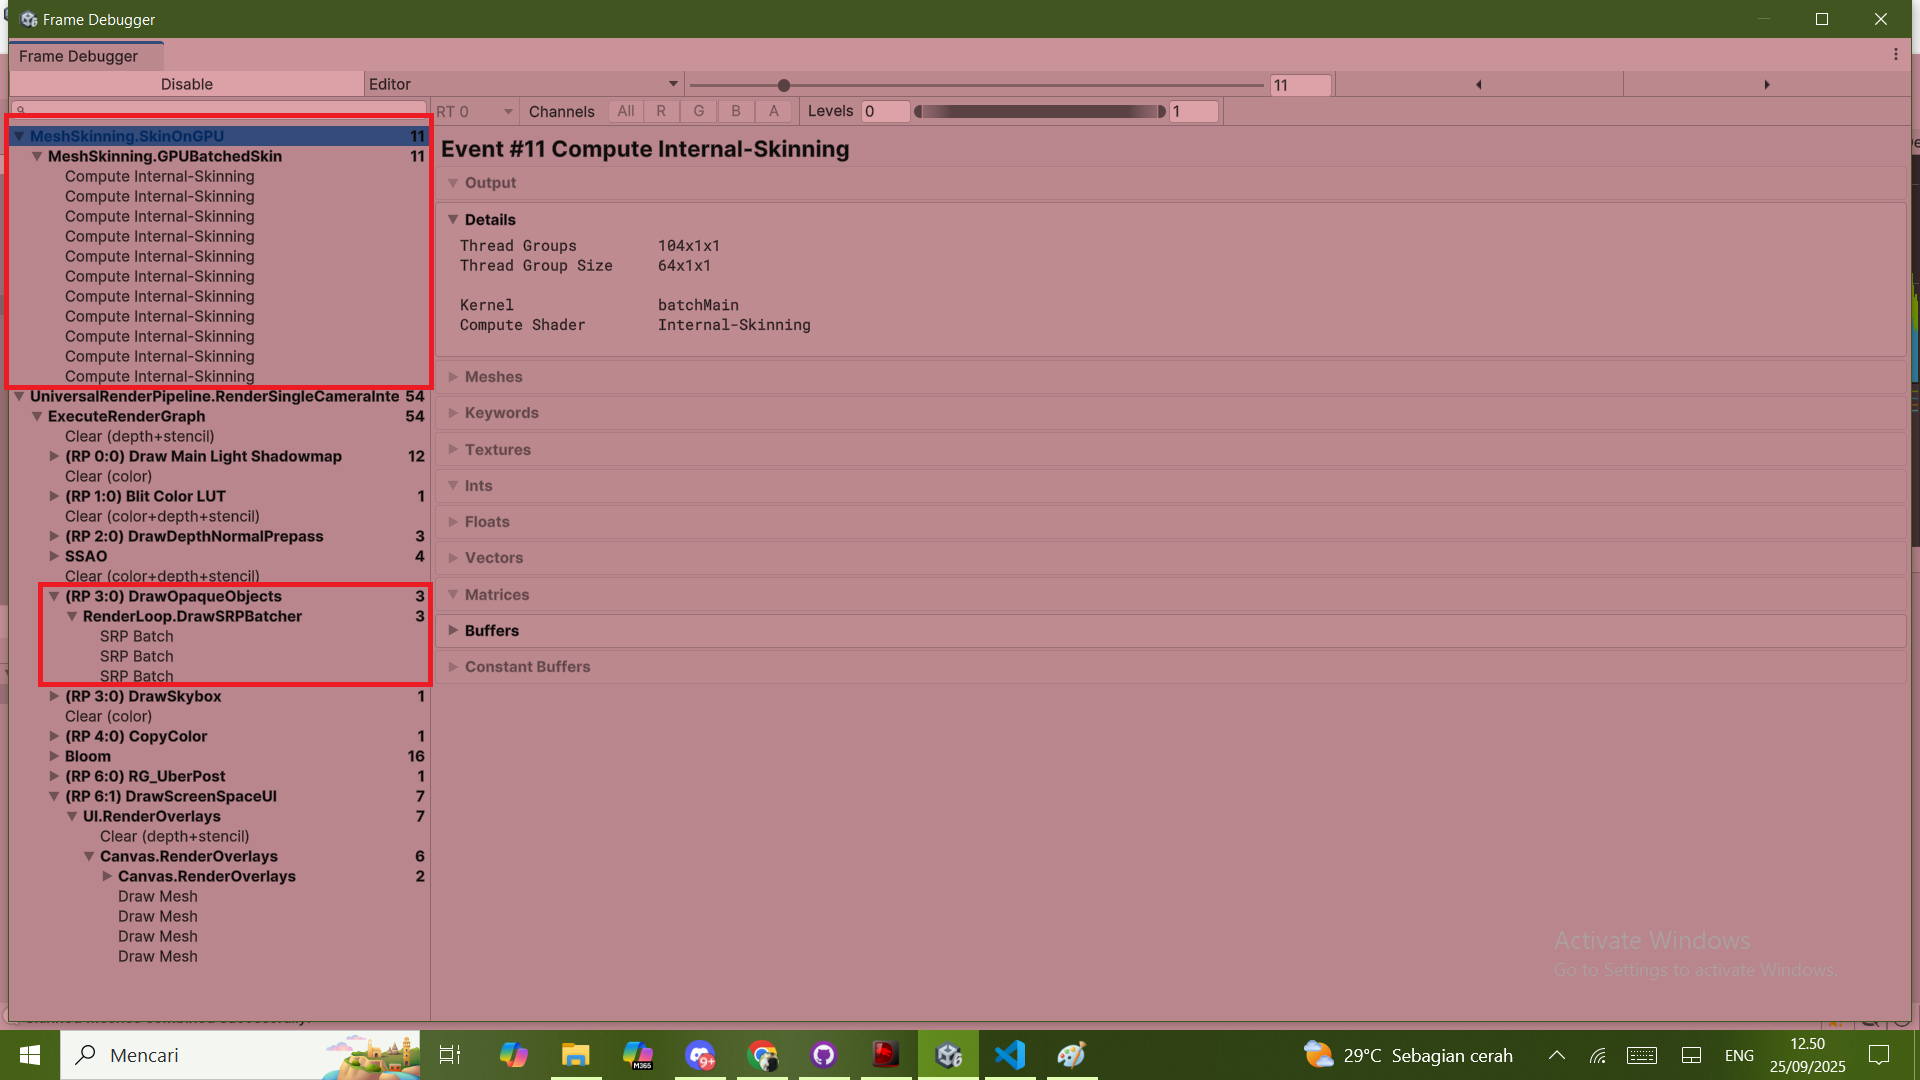 Frame Debugger
Frame Debugger
Disable
Editor
11
RT 0
Channels
All
R
G
B
A
Levels
0
1
MeshSkinning.SkinOnGPU 11
MeshSkinning.GPUBatchedSkin 11
Compute Internal-Skinning
Compute Internal-Skinning
Compute Internal-Skinning
Compute Internal-Skinning
Compute Internal-Skinning
Compute Internal-Skinning
Compute Internal-Skinning
Compute Internal-Skinning
Compute Internal-Skinning
Compute Internal-Skinning
Compute Internal-Skinning
UniversalRenderPipeline.RenderSingleCameraInte 54
ExecuteRenderGraph 54
Clear (depth+stencil)
(RP 0:0) Draw Main Light Shadowmap 12
Clear (color)
(RP 1:0) Blit Color LUT 1
Clear (color+depth+stencil)
(RP 2:0) DrawDepthNormalPrepass 3
SSAO 4
Clear (color+depth+stencil)
(RP 3:0) DrawOpaqueObjects 3
RenderLoop.DrawSRPBatcher 3
SRP Batch
SRP Batch
SRP Batch
(RP 3:0) DrawSkybox 1
Clear (color)
(RP 4:0) CopyColor 1
Bloom 16
(RP 6:0) RG_UberPost 1
(RP 6:1) DrawScreenSpaceUI 7
UI.RenderOverlays 7
Clear (depth+stencil)
Canvas.RenderOverlays 6
Canvas.RenderOverlays 2
Draw Mesh
Draw Mesh
Draw Mesh
Draw Mesh
Event #11 Compute Internal-Skinning
Output
Details
Thread Groups 104x1x1
Thread Group Size 64x1x1
Kernel batchMain
Compute Shader Internal-Skinning
Meshes
Keywords
Textures
Ints
Floats
Vectors
Matrices
Buffers
Constant Buffers
Activate Windows
Go to Settings to activate Windows.
Mencari
M365
9+
6
29°C Sebagian cerah
ENG
12.50
25/09/2025